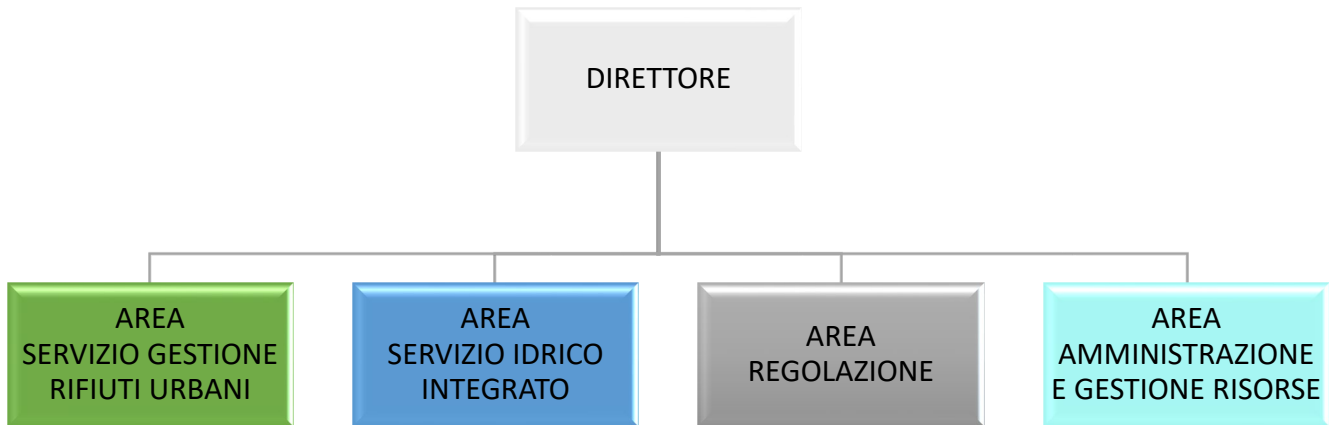 DIRETTORE
AREA
SERVIZIO GESTIONE
RIFIUTI URBANI
AREA
SERVIZIO IDRICO
INTEGRATO
AREA
REGOLAZIONE
AREA
AMMINISTRAZIONE
E GESTIONE RISORSE